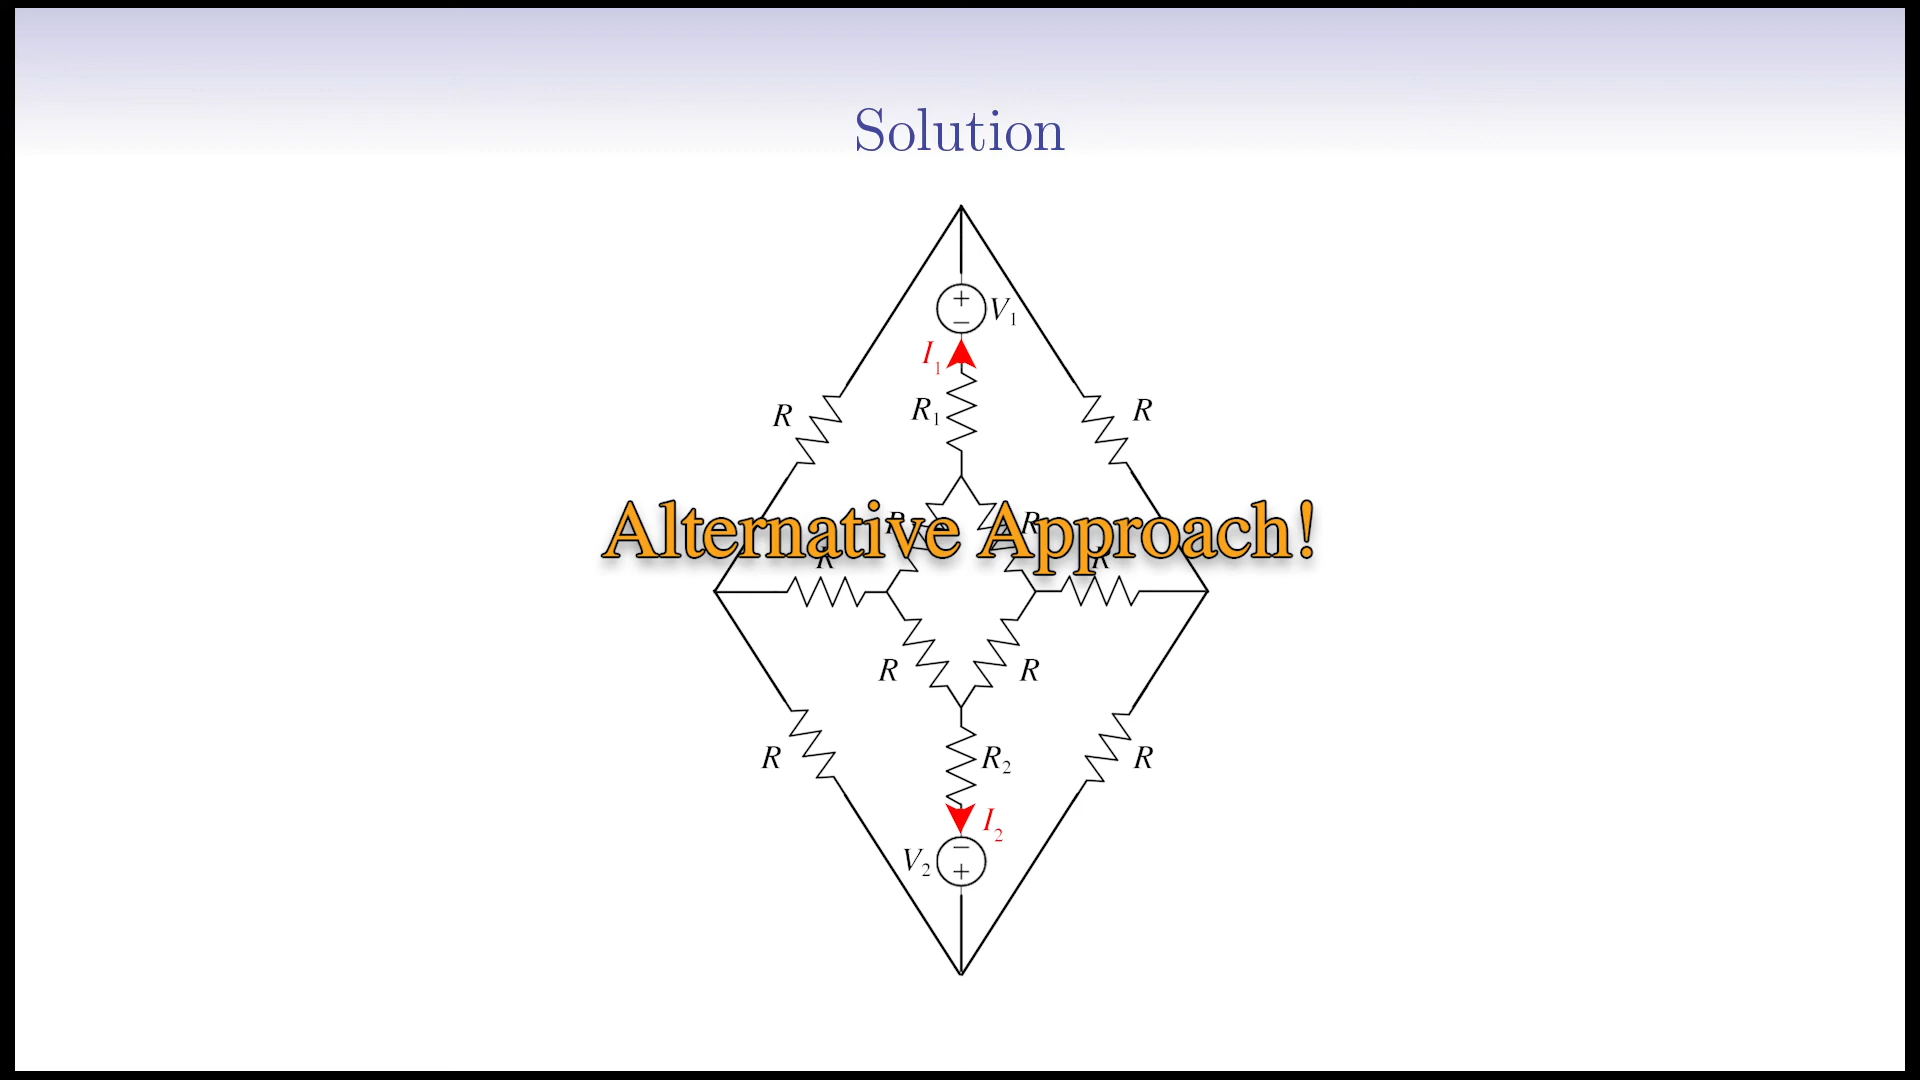 Solution
+
−
V₁
I₁
R
R₁
R
R
R
Alternative Approach!
R
R
R
R
R
R₂
R
I₂
V₂
−
+